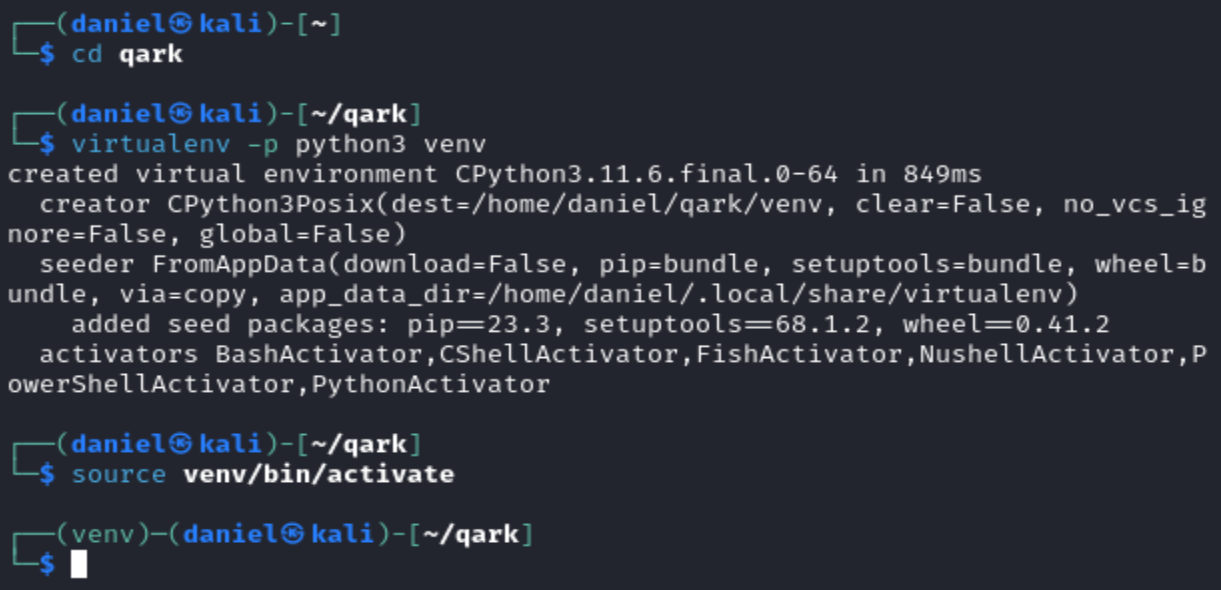 ┌──(daniel㉿kali)-[~]
└─$ cd qark
┌──(daniel㉿kali)-[~/qark]
└─$ virtualenv -p python3 venv
created virtual environment CPython3.11.6.final.0-64 in 849ms
  creator CPython3Posix(dest=/home/daniel/qark/venv, clear=False, no_vcs_ig
nore=False, global=False)
  seeder FromAppData(download=False, pip=bundle, setuptools=bundle, wheel=b
undle, via=copy, app_data_dir=/home/daniel/.local/share/virtualenv)
    added seed packages: pip==23.3, setuptools==68.1.2, wheel==0.41.2
  activators BashActivator,CShellActivator,FishActivator,NushellActivator,P
owerShellActivator,PythonActivator
┌──(daniel㉿kali)-[~/qark]
└─$ source venv/bin/activate
┌──(venv)─(daniel㉿kali)-[~/qark]
└─$